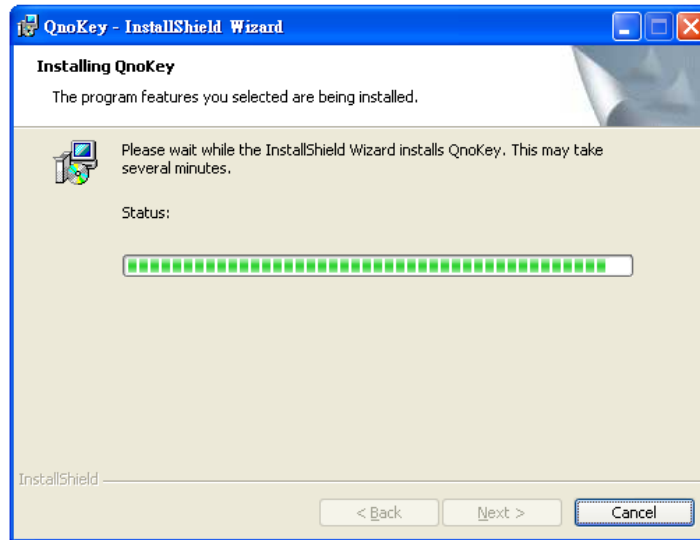 QnoKey - InstallShield Wizard
Installing QnoKey
The program features you selected are being installed.
Please wait while the InstallShield Wizard installs QnoKey. This may take
several minutes.
Status:
InstallShield
< Back
Next >
Cancel